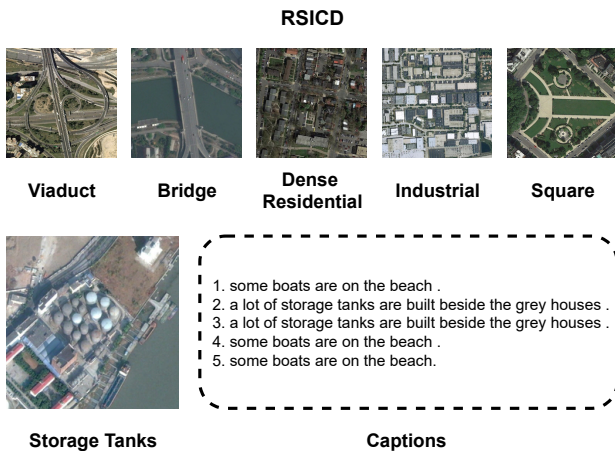 RSICD
Viaduct
Bridge
Dense
Residential
Industrial
Square
1. some boats are on the beach .
2. a lot of storage tanks are built beside the grey houses .
3. a lot of storage tanks are built beside the grey houses .
4. some boats are on the beach .
5. some boats are on the beach.
Storage Tanks
Captions